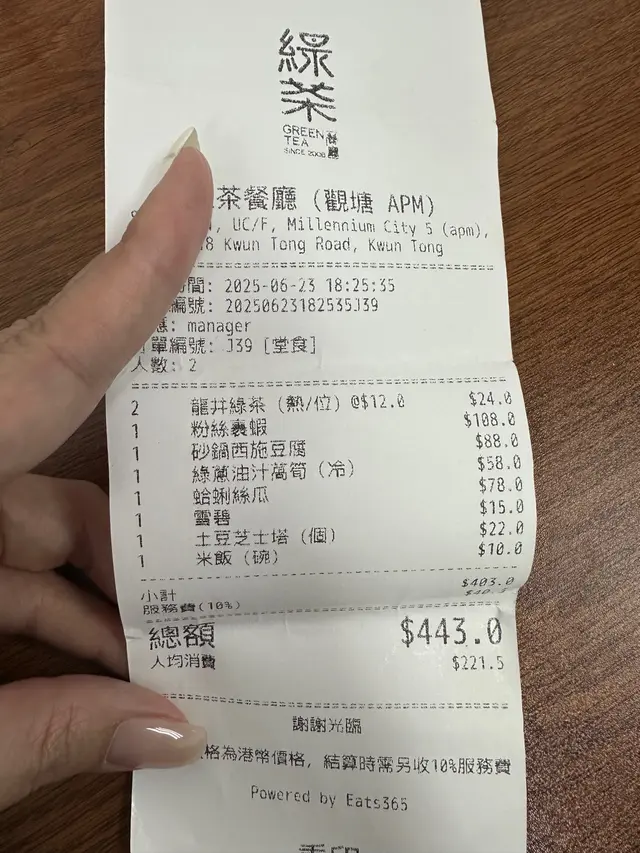 綠茶
GREEN TEA 餐廳
SINCE 2008
茶餐廳 (觀塘 APM)
, UC/F, Millennium City 5 (apm),
8 Kwun Tong Road, Kwun Tong
間: 2025-06-23 18:25:35
編號: 20250623182535J39
: manager
單編號: J39 [堂食]
人數: 2
2 龍井綠茶 (熱/位) @$12.0 $24.0
1 粉絲裹蝦 $108.0
1 砂鍋西施豆腐 $88.0
1 綠蔥油汁萵筍 (冷) $58.0
1 蛤蜊絲瓜 $78.0
1 雪碧 $15.0
1 土豆芝士塔 (個) $22.0
1 米飯 (碗) $10.0
小計 $403.0
服務費(10%)
總額 $443.0
人均消費 $221.5
謝謝光臨
格為港幣價格, 結算時需另收10%服務費
Powered by Eats365
重印